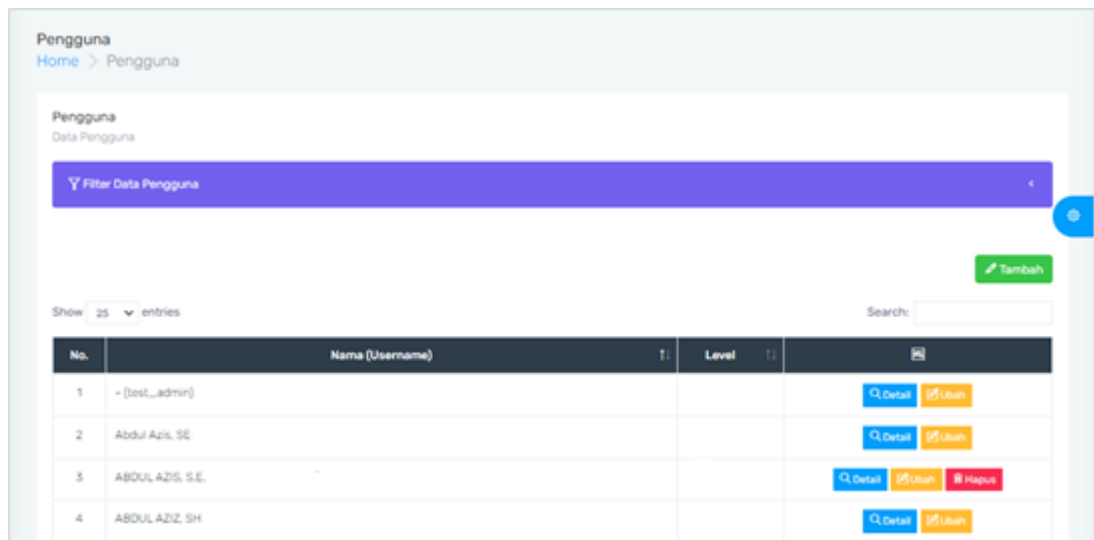 Pengguna
Home > Pengguna
Pengguna
Data Pengguna
Filter Data Pengguna
Tambah
Show 25 entries Search:
No. Nama (Username) Level
1 - (test_admin) Detail Ubah
2 Abdul Azis, SE Detail Ubah
3 ABDUL AZIS, S.E. Detail Ubah Hapus
4 ABDUL AZIZ, SH Detail Ubah